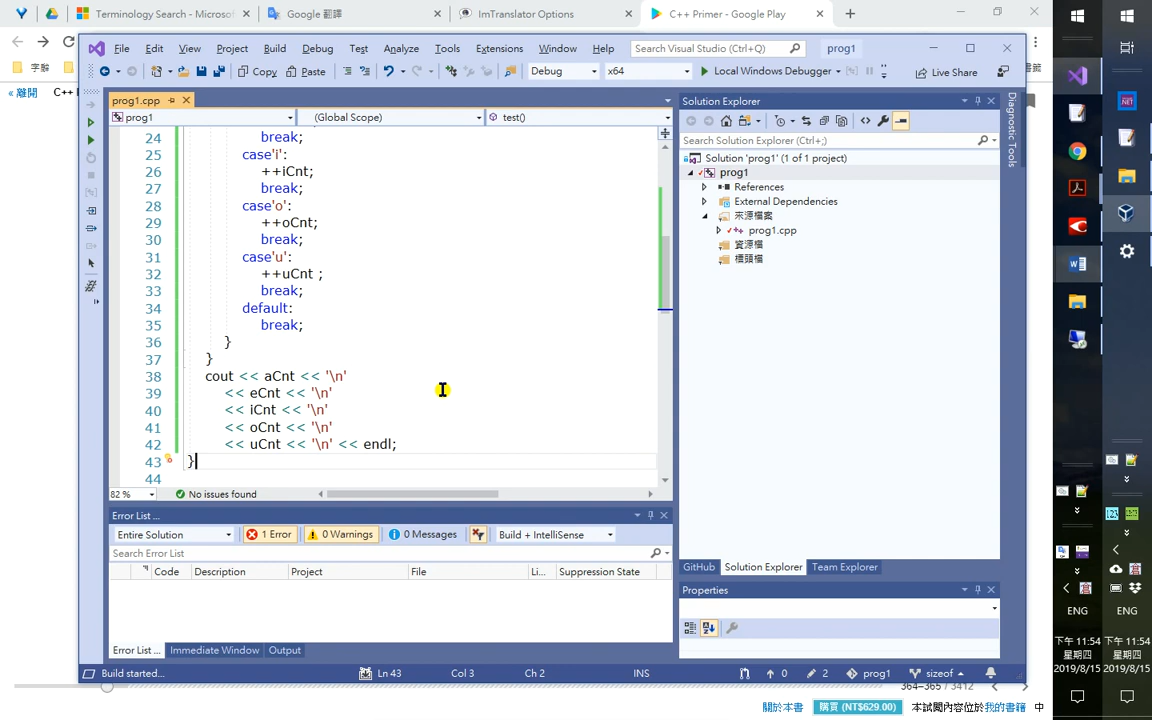 Terminology Search - Microsof
Google 翻譯
ImTranslator Options
C++ Primer - Google Play
字齡
« 離開
C++ F
File Edit View Project Build Debug Test Analyze Tools Extensions Window Help
Search Visual Studio (Ctrl+Q)
prog1
Copy Paste
Debug
x64
Local Windows Debugger
Live Share
prog1.cpp
prog1
(Global Scope)
test()
24 break;
25 case'i':
26 ++iCnt;
27 break;
28 case'o':
29 ++oCnt;
30 break;
31 case'u':
32 ++uCnt ;
33 break;
34 default:
35 break;
36 }
37 }
38 cout << aCnt << '\n'
39 << eCnt << '\n'
40 << iCnt << '\n'
41 << oCnt << '\n'
42 << uCnt << '\n' << endl;
43 }
44
82 %
No issues found
Error List ...
Entire Solution
1 Error
0 Warnings
0 Messages
Build + IntelliSense
Search Error List
Code Description Project File Li... Suppression State
Error List ... Immediate Window Output
Solution Explorer
Search Solution Explorer (Ctrl+;)
Solution 'prog1' (1 of 1 project)
prog1
References
External Dependencies
來源檔案
prog1.cpp
資源檔
標頭檔
GitHub Solution Explorer Team Explorer
Properties
Diagnostic Tools
Build started...
Ln 43 Col 3 Ch 2 INS
0 2 prog1 sizeof
364–365 / 3412
關於本書
購買 (NT$629.00)
本試閱內容位於我的書籍 中
ENG
下午 11:54
星期四
2019/8/15
ENG
下午 11:54
星期四
2019/8/15